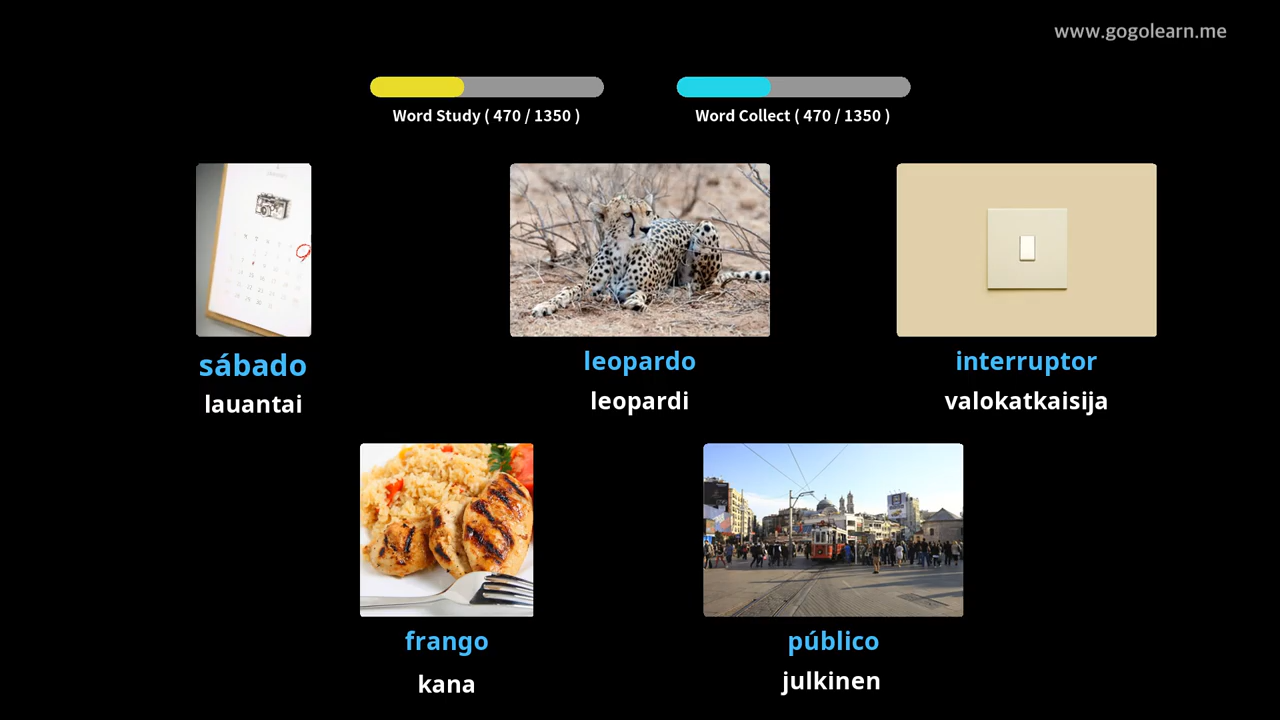 www.gogolearn.me
Word Study ( 470 / 1350 )
Word Collect ( 470 / 1350 )
sábado
lauantai
leopardo
leopardi
interruptor
valokatkaisija
frango
kana
público
julkinen